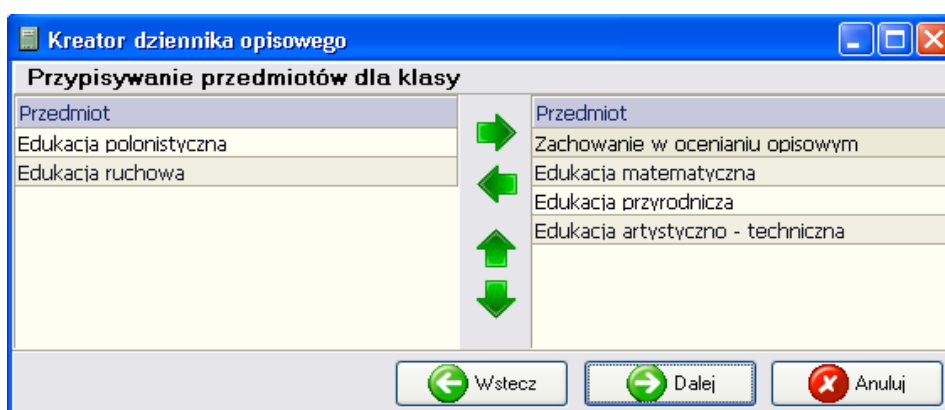 Kreator dziennika opisowego
Przypisywanie przedmiotów dla klasy
Przedmiot
Edukacja polonistyczna
Edukacja ruchowa
Przedmiot
Zachowanie w ocenianiu opisowym
Edukacja matematyczna
Edukacja przyrodnicza
Edukacja artystyczno - techniczna
Wstecz
Dalej
Anuluj